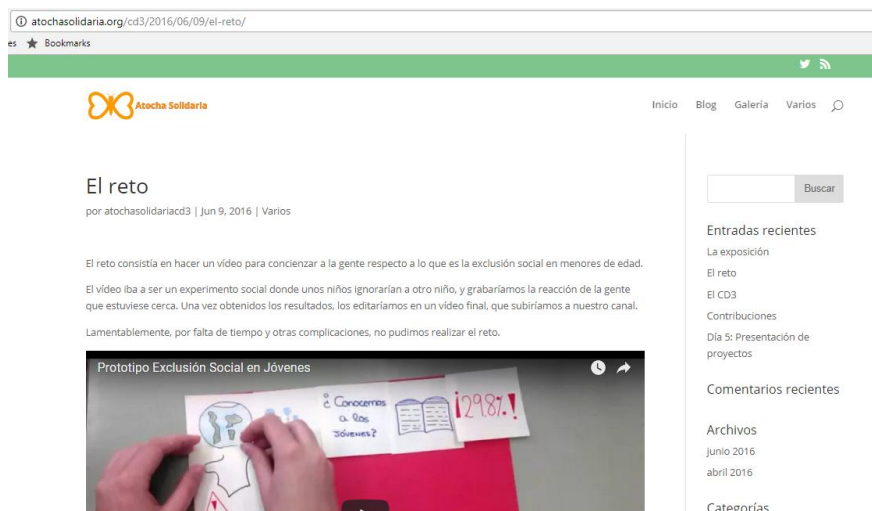 atochasolidaria.org/cd3/2016/06/09/el-reto/
es ★ Bookmarks
Atocha Solidaria
Inicio Blog Galería Varios
El reto
por atochasolidariacd3 | Jun 9, 2016 | Varios
El reto consistía en hacer un vídeo para concienzar a la gente respecto a lo que es la exclusión social en menores de edad.
El vídeo iba a ser un experimento social donde unos niños ignorarían a otro niño, y grabaríamos la reacción de la gente
que estuviese cerca. Una vez obtenidos los resultados, los editaríamos en un vídeo final, que subiríamos a nuestro canal.
Lamentablemente, por falta de tiempo y otras complicaciones, no pudimos realizar el reto.
Prototipo Exclusión Social en Jóvenes
¿ Conocemos
a los
JÓVENES?
¡29,8%!
Buscar
Entradas recientes
La exposición
El reto
El CD3
Contribuciones
Día 5: Presentación de
proyectos
Comentarios recientes
Archivos
junio 2016
abril 2016
Categorías